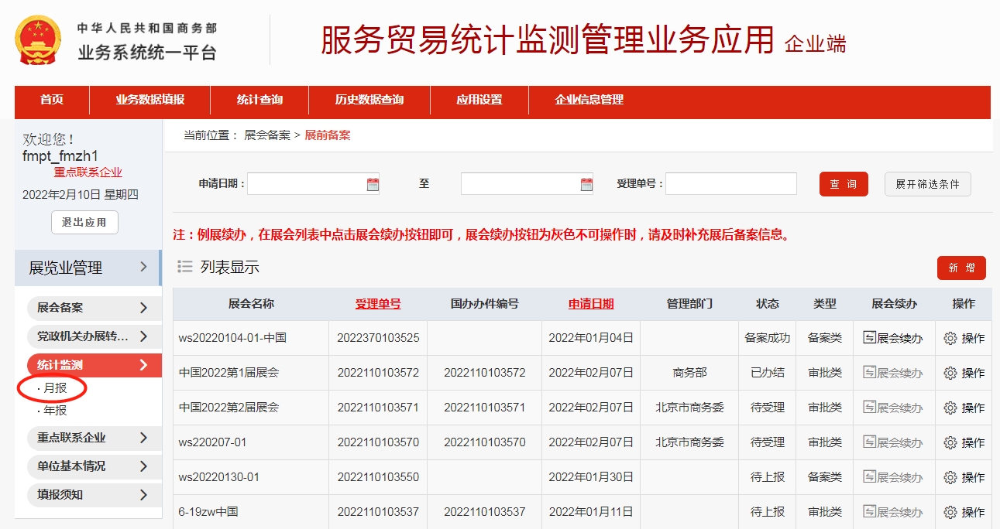 中华人民共和国商务部
业务系统统一平台
服务贸易统计监测管理业务应用 企业端
首页 业务数据填报 统计查询 历史数据查询 应用设置 企业信息管理
欢迎您！
fmpt_fmzh1
重点联系企业
2022年2月10日 星期四
退出应用
展览业管理
展会备案
党政机关办展转...
统计监测
· 月报
· 年报
重点联系企业
单位基本情况
填报须知
当前位置： 展会备案 > 展前备案
申请日期： 至 受理单号： 查 询 展开筛选条件
注：例展续办，在展会列表中点击展会续办按钮即可，展会续办按钮为灰色不可操作时，请及时补充展后备案信息。
列表显示 新 增
展会名称 受理单号 国办办件编号 申请日期 管理部门 状态 类型 展会续办 操作
ws20220104-01-中国 2022370103525 2022年01月04日 备案成功 备案类 展会续办 操作
中国2022第1届展会 2022110103572 2022110103572 2022年02月07日 商务部 已办结 审批类 展会续办 操作
中国2022第2届展会 2022110103571 2022110103571 2022年02月07日 北京市商务委 待受理 审批类 展会续办 操作
ws220207-01 2022110103570 2022110103570 2022年02月07日 北京市商务委 待受理 审批类 展会续办 操作
ws20220130-01 2022110103550 2022年01月30日 待上报 备案类 展会续办 操作
6-19zw中国 2022110103537 2022110103537 2022年01月11日 待上报 审批类 展会续办 操作